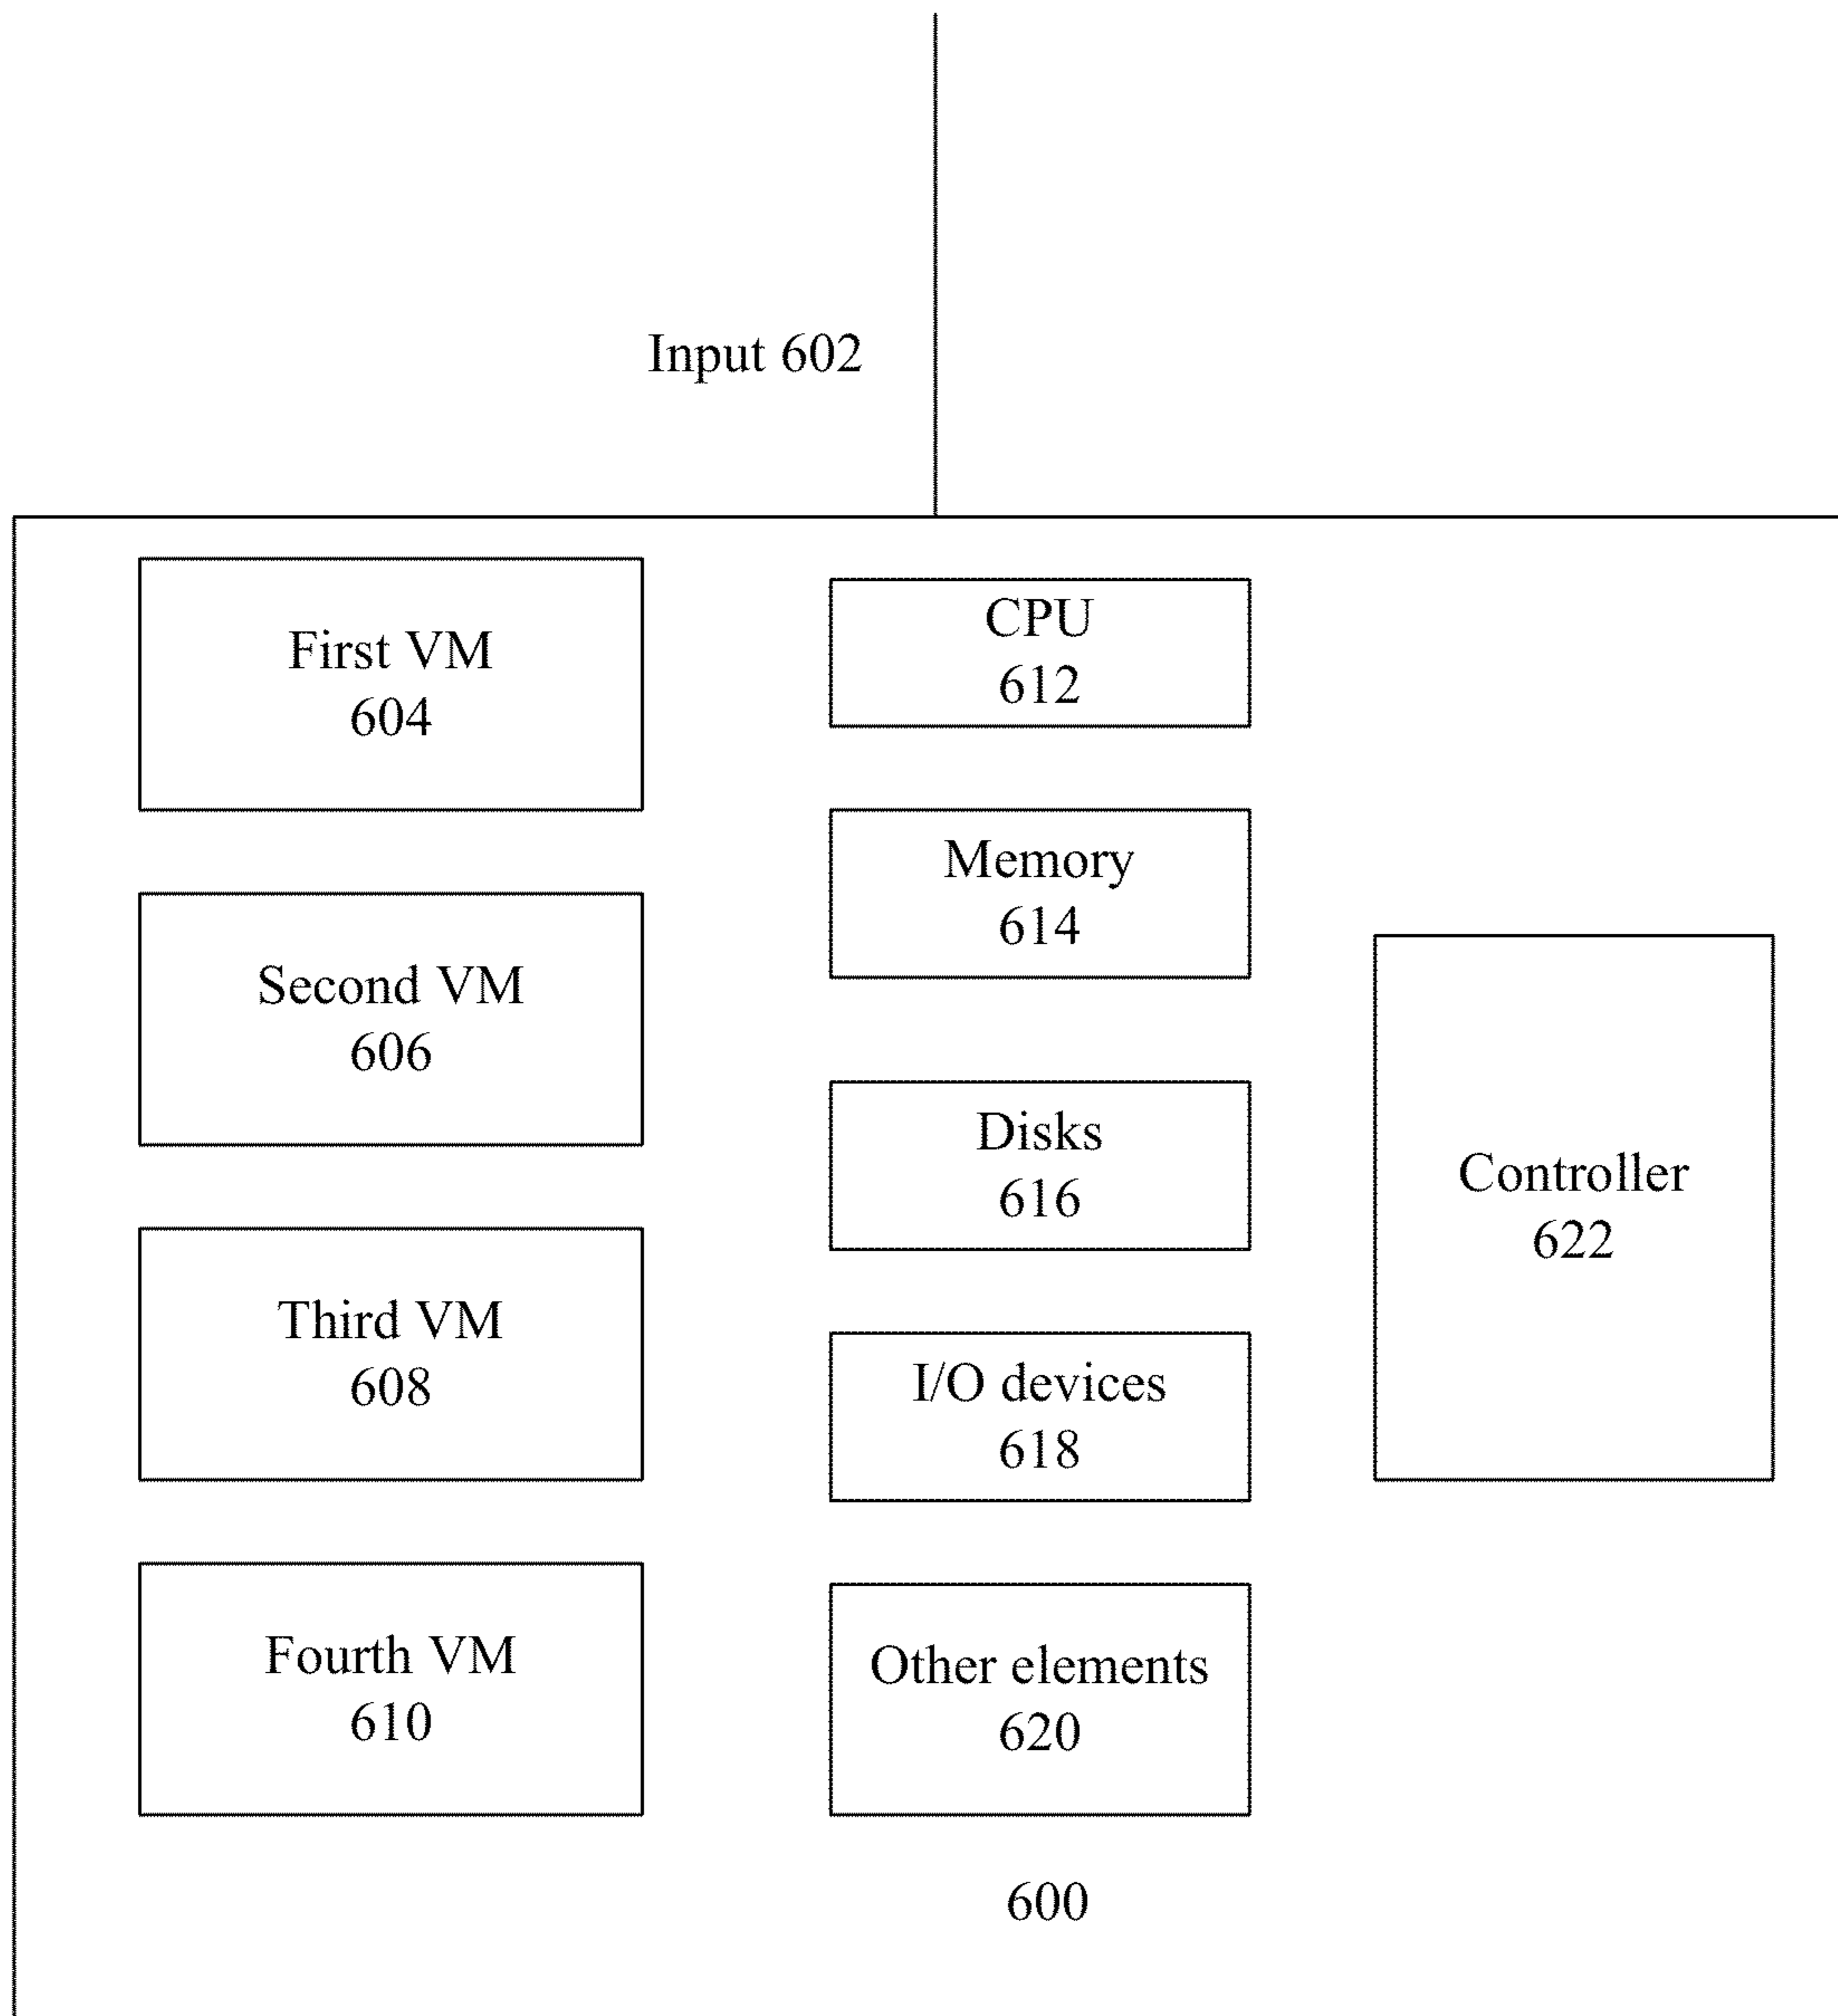 Input 602
First VM
604
CPU
612
Memory
614
Second VM
606
Disks
616
Controller
622
Third VM
608
I/O devices
618
Fourth VM
610
Other elements
620
600